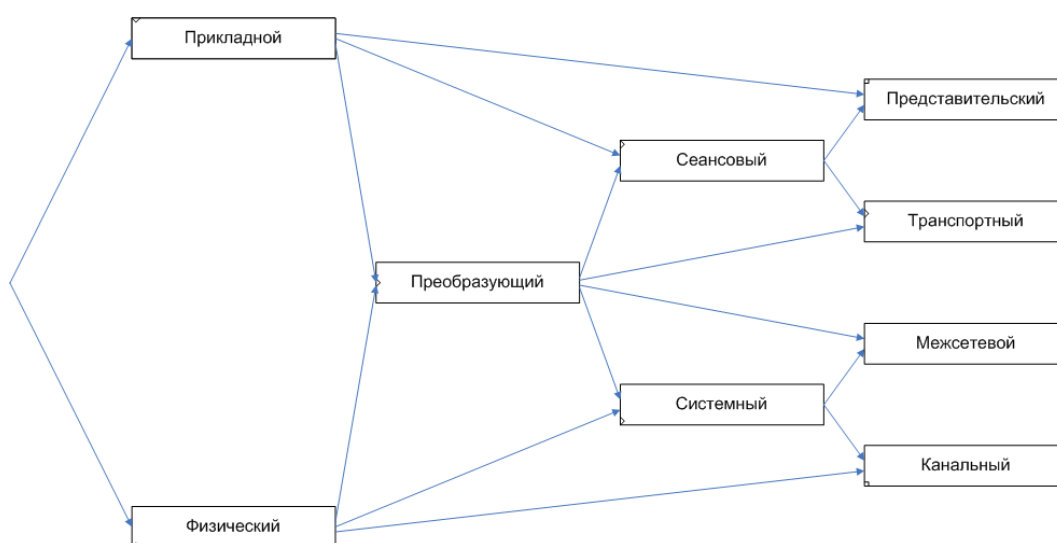 Прикладной
Представительский
Сеансовый
Транспортный
Преобразующий
Межсетевой
Системный
Канальный
Физический